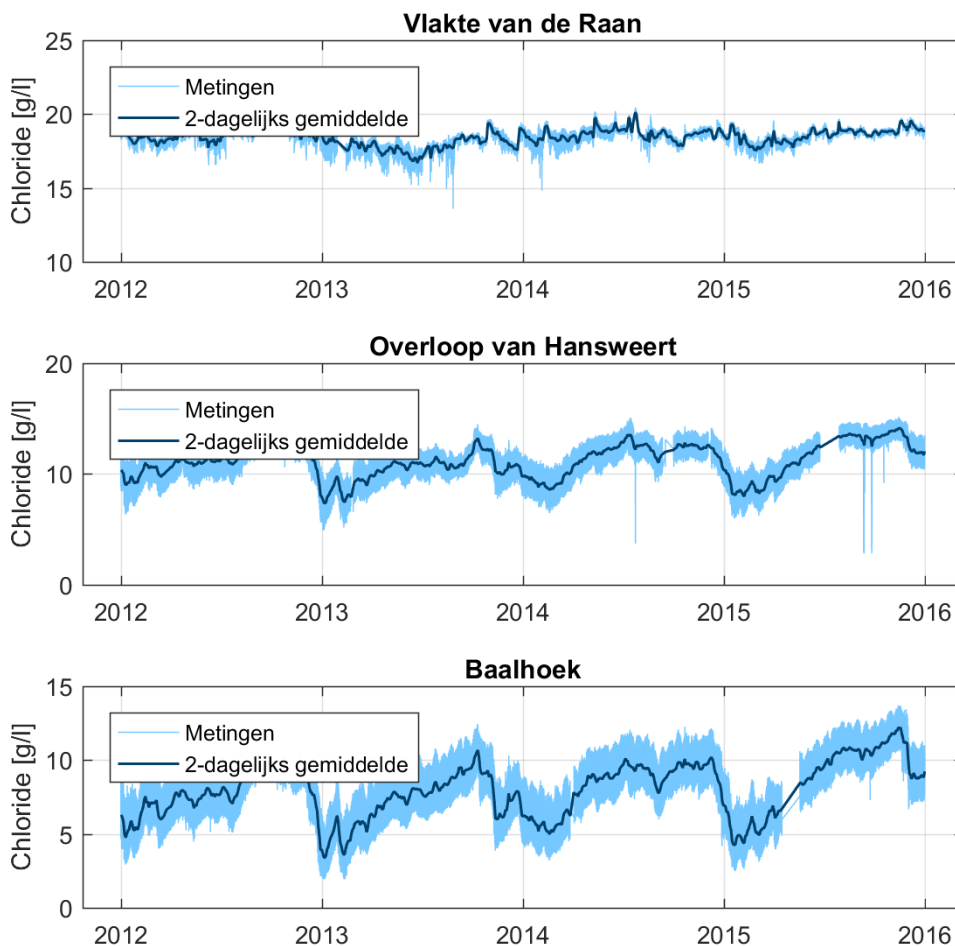 Vlakte van de Raan
25
20
15
10
Chloride [g/l]
Metingen
2-dagelijks gemiddelde
2012 2013 2014 2015 2016
Overloop van Hansweert
20
10
0
Chloride [g/l]
Metingen
2-dagelijks gemiddelde
2012 2013 2014 2015 2016
Baalhoek
15
10
5
0
Chloride [g/l]
Metingen
2-dagelijks gemiddelde
2012 2013 2014 2015 2016